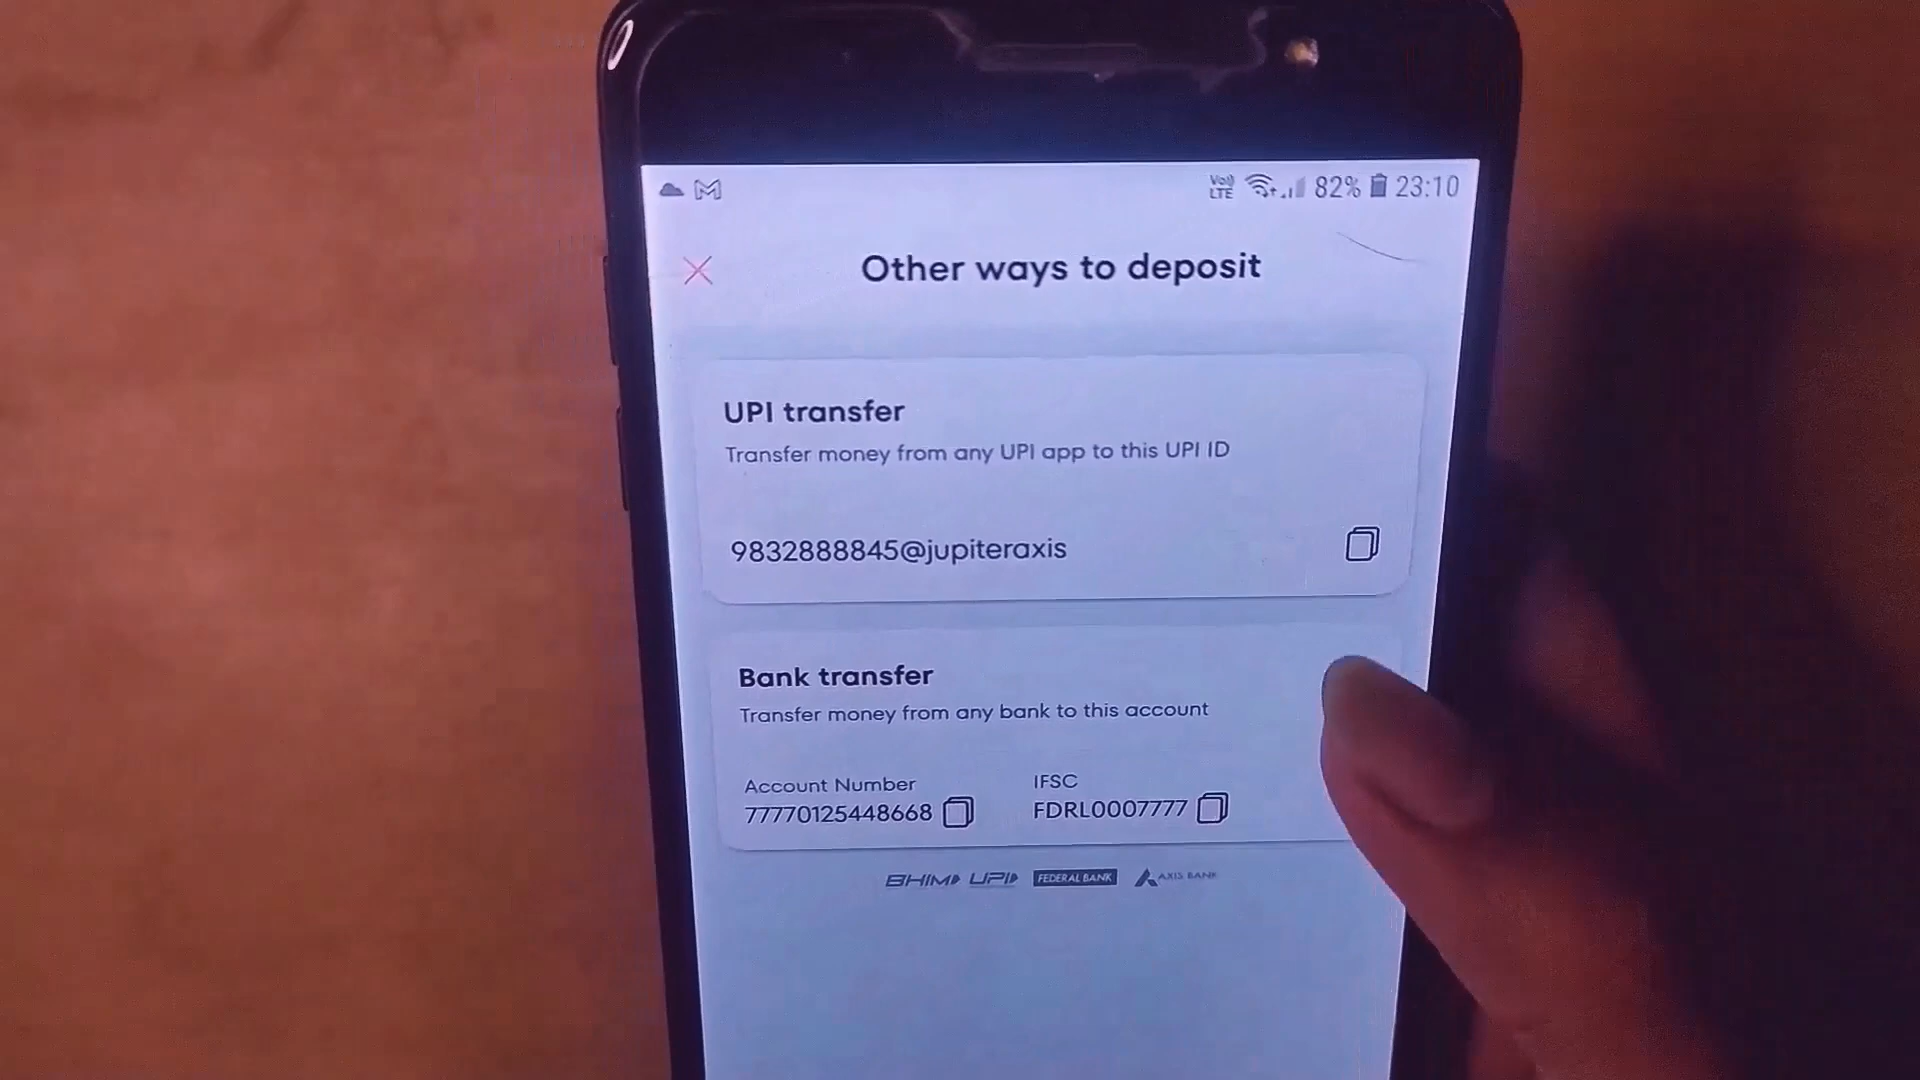 VoLTE 82% 23:10
Other ways to deposit
UPI transfer
Transfer money from any UPI app to this UPI ID
9832888845@jupiteraxis
Bank transfer
Transfer money from any bank to this account
Account Number IFSC
77770125448668 FDRL0007777
BHIM UPI FEDERAL BANK AXIS BANK